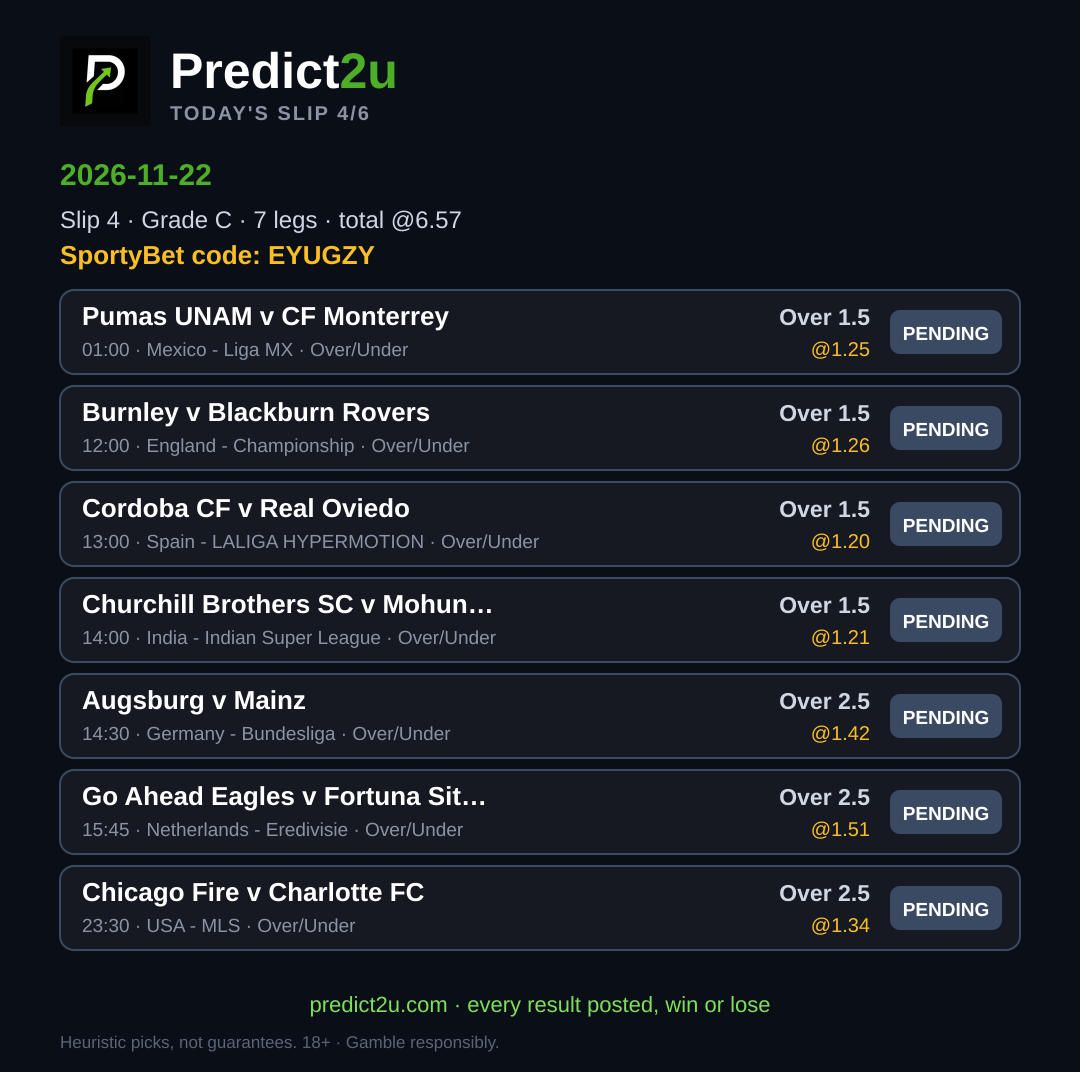 Predict2u
TODAY'S SLIP 4/6
2026-11-22
Slip 4 · Grade C · 7 legs · total @6.57
SportyBet code: EYUGZY
Pumas UNAM v CF Monterrey
01:00 · Mexico - Liga MX · Over/Under
Over 1.5
@1.25
PENDING
Burnley v Blackburn Rovers
12:00 · England - Championship · Over/Under
Over 1.5
@1.26
PENDING
Cordoba CF v Real Oviedo
13:00 · Spain - LALIGA HYPERMOTION · Over/Under
Over 1.5
@1.20
PENDING
Churchill Brothers SC v Mohun…
14:00 · India - Indian Super League · Over/Under
Over 1.5
@1.21
PENDING
Augsburg v Mainz
14:30 · Germany - Bundesliga · Over/Under
Over 2.5
@1.42
PENDING
Go Ahead Eagles v Fortuna Sit…
15:45 · Netherlands - Eredivisie · Over/Under
Over 2.5
@1.51
PENDING
Chicago Fire v Charlotte FC
23:30 · USA - MLS · Over/Under
Over 2.5
@1.34
PENDING
predict2u.com · every result posted, win or lose
Heuristic picks, not guarantees. 18+ · Gamble responsibly.